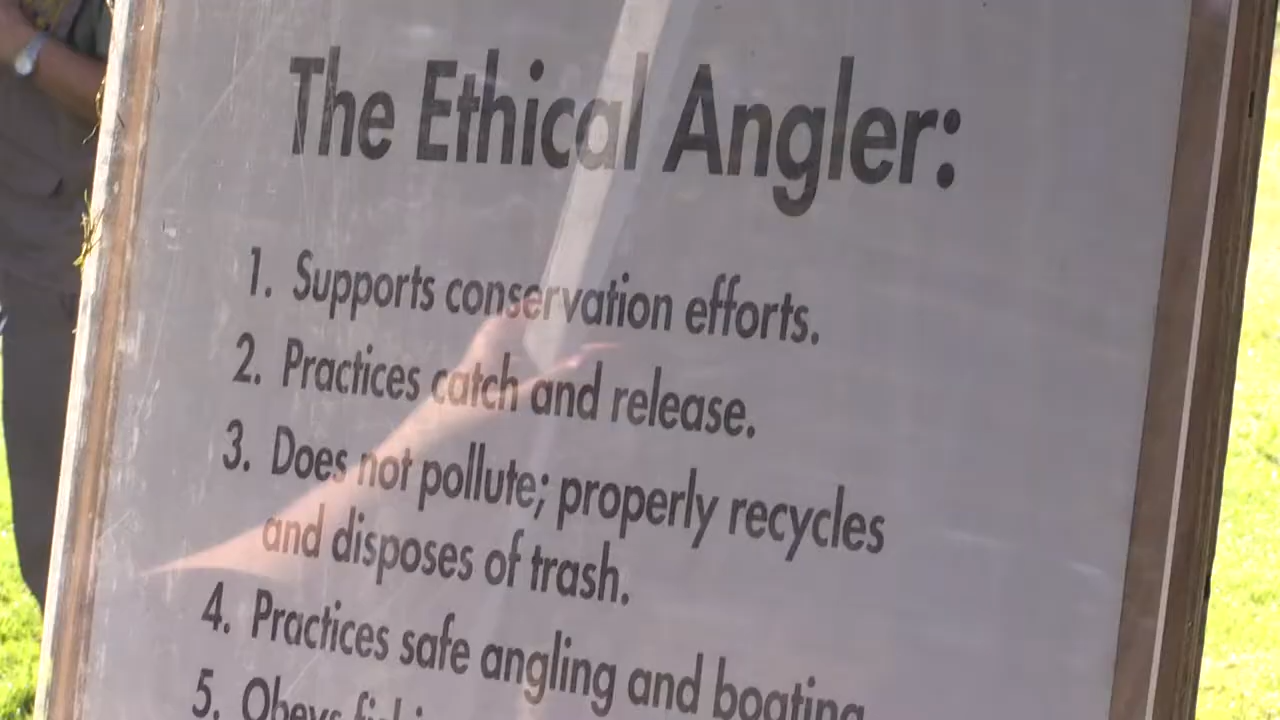 The Ethical Angler:
1. Supports conservation efforts.
2. Practices catch and release.
3. Does not pollute; properly recycles
and disposes of trash.
4. Practices safe angling and boating
5. Obeys